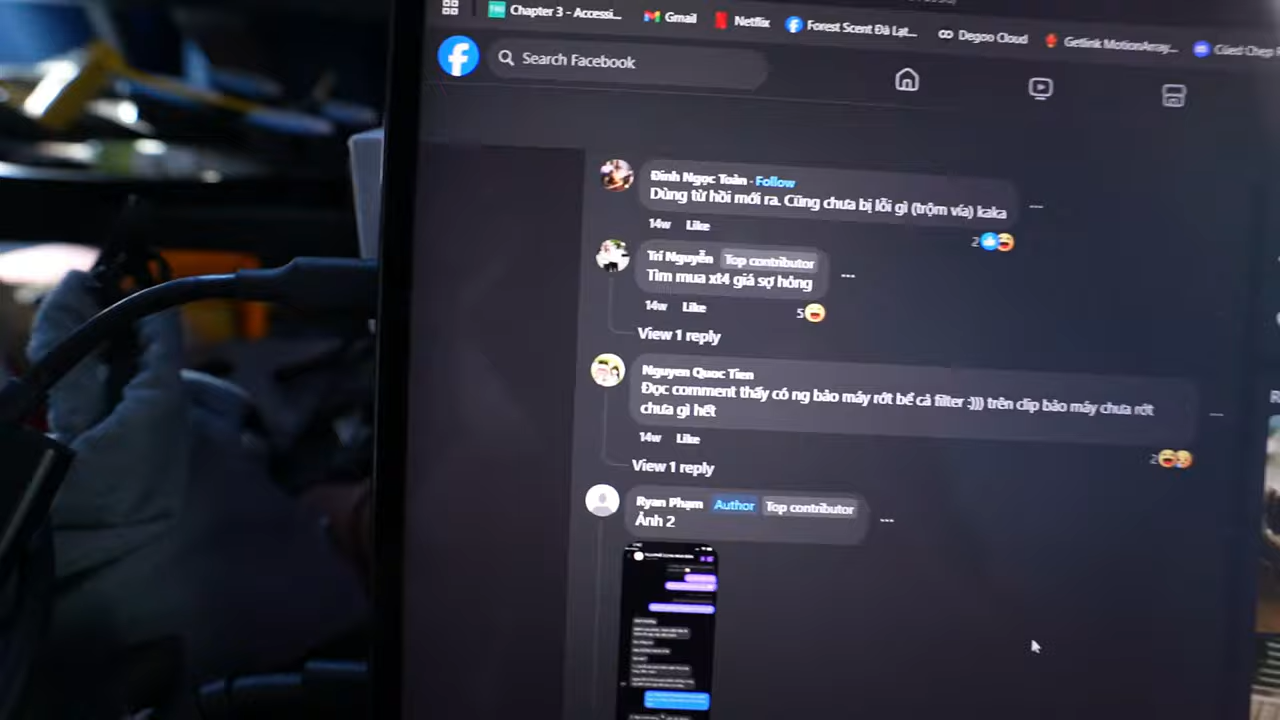 Chapter 3 - Accessi...
Gmail
Netflix
Forest Scent Đà Lạt...
Degoo Cloud
Getlink MotionArray...
Search Facebook
Đinh Ngọc Toàn · Follow
Dùng từ hồi mới ra. Cũng chưa bị lỗi gì (trộm vía) kaka
14w Like
2
Trí Nguyễn Top contributor
Tìm mua xt4 giá sợ hỏng
14w Like
5
View 1 reply
Nguyen Quoc Tien
Đọc comment thấy có ng bảo máy rớt bể cả filter :))) trên clip bảo máy chưa rớt
chưa gì hết
14w Like
2
View 1 reply
Ryan Phạm Author Top contributor
Ảnh 2